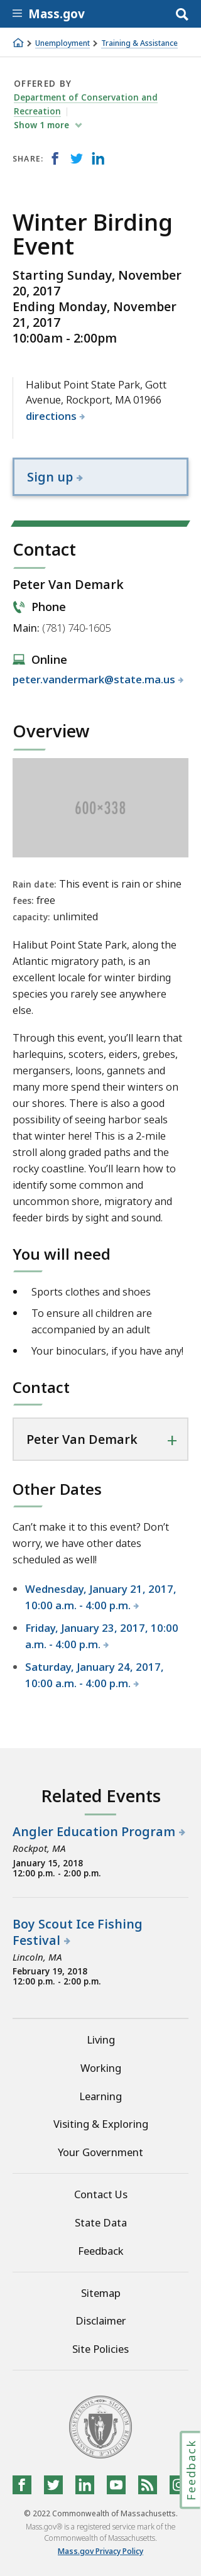 Mass.gov
Unemployment
Training & Assistance
OFFERED BY
Department of Conservation and
Recreation
Show 1 more
SHARE:
Winter Birding
Event
Starting Sunday, November
20, 2017
Ending Monday, November
21, 2017
10:00am - 2:00pm
Halibut Point State Park, Gott
Avenue, Rockport, MA 01966
directions
Sign up
Contact
Peter Van Demark
Phone
Main: (781) 740-1605
Online
peter.vandermark@state.ma.us
Overview
600×338
Rain date: This event is rain or shine
fees: free
capacity: unlimited
Halibut Point State Park, along the
Atlantic migratory path, is an
excellent locale for winter birding
species you rarely see anywhere
else.
Through this event, you’ll learn that
harlequins, scoters, eiders, grebes,
mergansers, loons, gannets and
many more spend their winters on
our shores. There is also a good
possibility of seeing harbor seals
that winter here! This is a 2-mile
stroll along graded paths and the
rocky coastline. You’ll learn how to
identify some common and
uncommon shore, migratory and
feeder birds by sight and sound.
You will need
Sports clothes and shoes
To ensure all children are
accompanied by an adult
Your binoculars, if you have any!
Contact
Peter Van Demark
Other Dates
Can’t make it to this event? Don’t
worry, we have other dates
scheduled as well!
Wednesday, January 21, 2017,
10:00 a.m. - 4:00 p.m.
Friday, January 23, 2017, 10:00
a.m. - 4:00 p.m.
Saturday, January 24, 2017,
10:00 a.m. - 4:00 p.m.
Related Events
Angler Education Program
Rockport, MA
January 15, 2018
12:00 p.m. - 2:00 p.m.
Boy Scout Ice Fishing
Festival
Lincoln, MA
February 19, 2018
12:00 p.m. - 2:00 p.m.
Living
Working
Learning
Visiting & Exploring
Your Government
Contact Us
State Data
Feedback
Sitemap
Disclaimer
Site Policies
Feedback
© 2022 Commonwealth of Massachusetts.
Mass.gov® is a registered service mark of the
Commonwealth of Massachusetts.
Mass.gov Privacy Policy